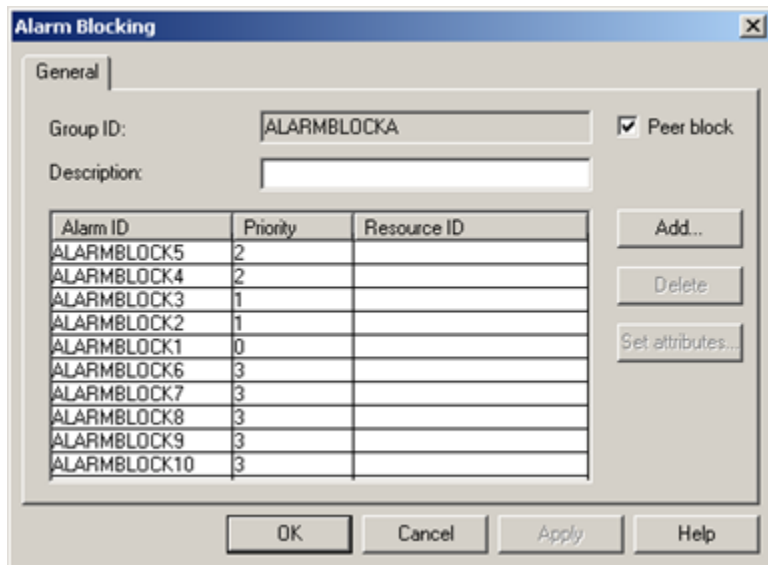 Alarm Blocking
General
Group ID: ALARMBLOCKA Peer block
Description:
Alarm ID Priority Resource ID Add...
ALARMBLOCK5 2
ALARMBLOCK4 2
Delete
ALARMBLOCK3 1
ALARMBLOCK2 1
Set attributes...
ALARMBLOCK1 0
ALARMBLOCK6 3
ALARMBLOCK7 3
ALARMBLOCK8 3
ALARMBLOCK9 3
ALARMBLOCK10 3
OK Cancel Apply Help